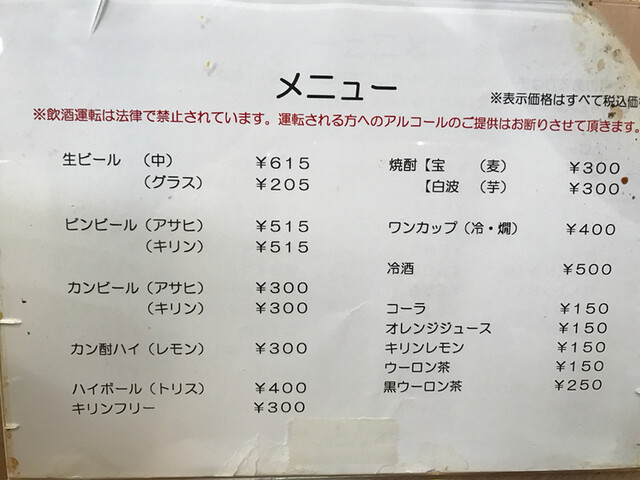 メニュー
※表示価格はすべて税込価
※飲酒運転は法律で禁止されています。運転される方へのアルコールのご提供はお断りさせて頂きます。
生ビール （中） ￥６１５
（グラス） ￥２０５
ビンビール（アサヒ） ￥５１５
（キリン） ￥５１５
カンビール（アサヒ） ￥３００
（キリン） ￥３００
カン酎ハイ（レモン） ￥３００
ハイボール（トリス） ￥４００
キリンフリー ￥３００
焼酎【宝 （麦） ￥３００
【白波 （芋） ￥３００
ワンカップ（冷・燗） ￥４００
冷酒 ￥５００
コーラ ￥１５０
オレンジジュース ￥１５０
キリンレモン ￥１５０
ウーロン茶 ￥１５０
黒ウーロン茶 ￥２５０